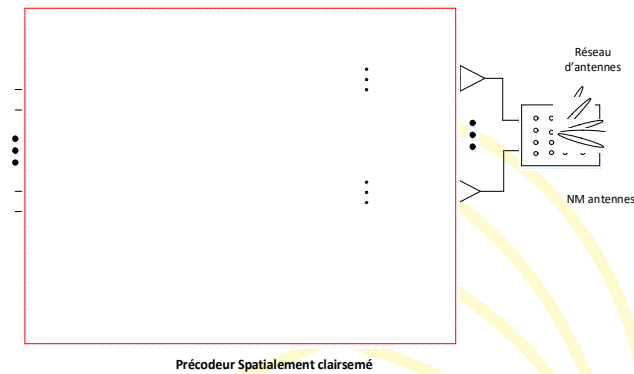 Réseau
d'antennes
NM antennes
Précodeur Spatialement clairsemé